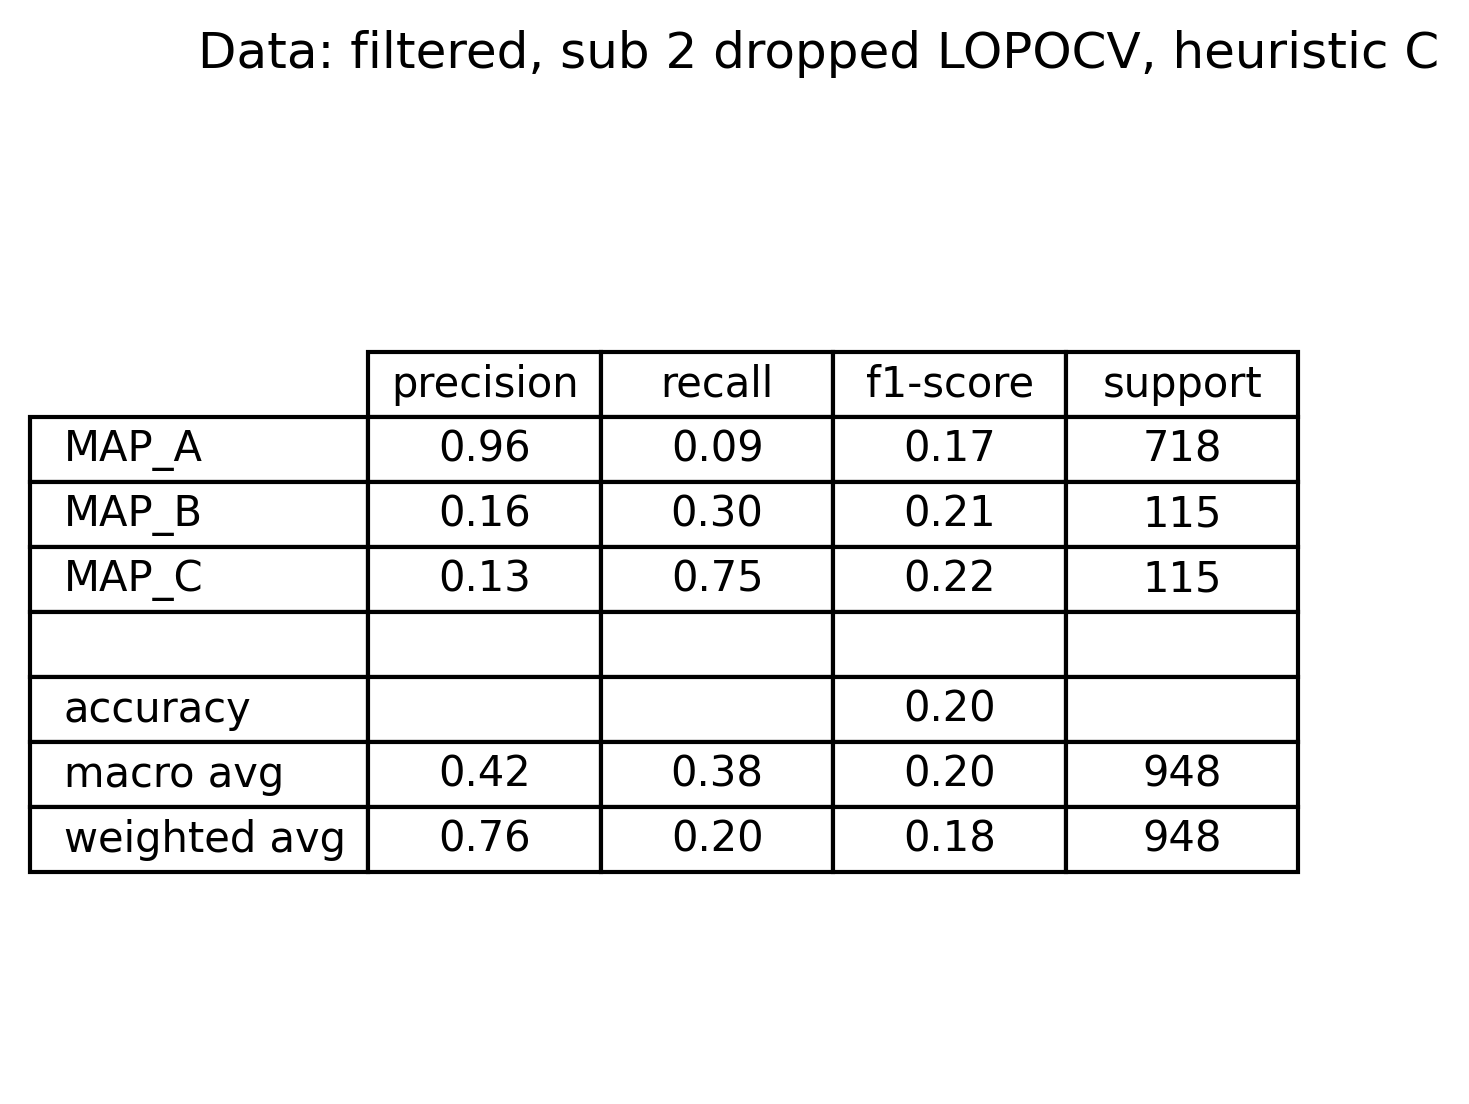 Data: filtered, sub 2 dropped LOPOCV, heuristic C
precision recall f1-score support
MAP_A 0.96 0.09 0.17 718
MAP_B 0.16 0.30 0.21 115
MAP_C 0.13 0.75 0.22 115
accuracy 0.20
macro avg 0.42 0.38 0.20 948
weighted avg 0.76 0.20 0.18 948